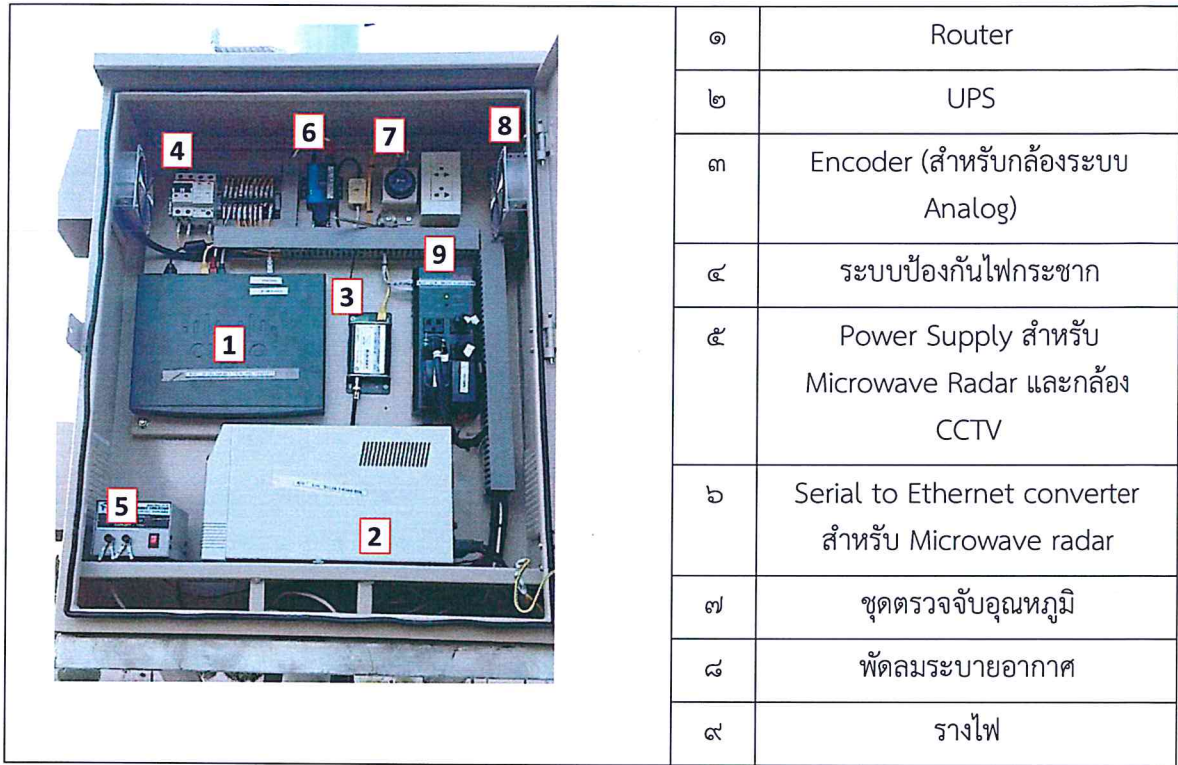 4
6
7
8
9
3
1
5
2
๑ Router
๒ UPS
๓ Encoder (สำหรับกล้องระบบ
Analog)
๔ ระบบป้องกันไฟกระชาก
๕ Power Supply สำหรับ
Microwave Radar และกล้อง
CCTV
๖ Serial to Ethernet converter
สำหรับ Microwave radar
๗ ชุดตรวจจับอุณหภูมิ
๘ พัดลมระบายอากาศ
๙ รางไฟ